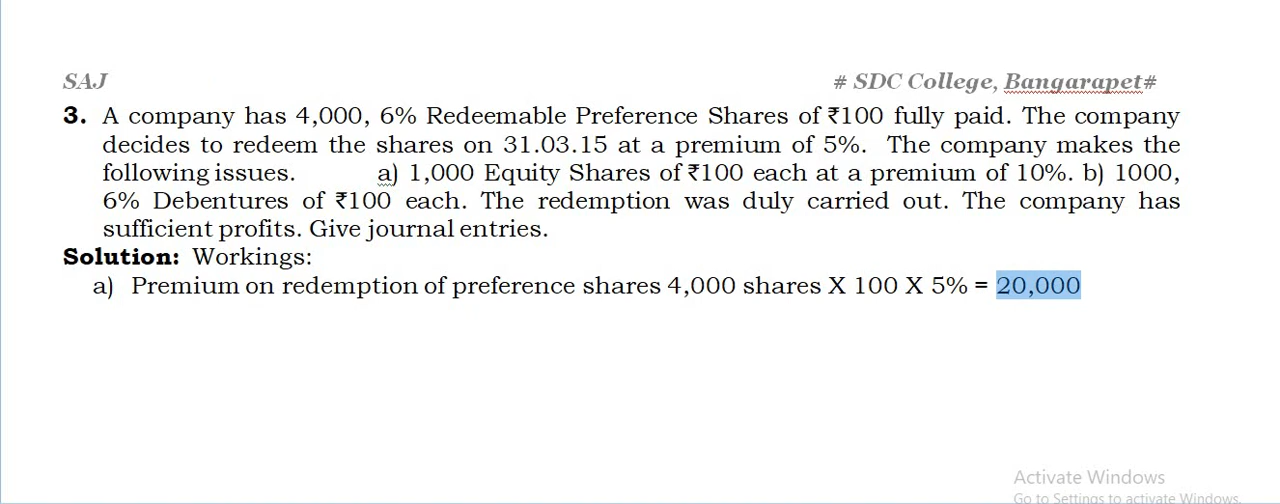 SAJ # SDC College, Bangarapet#
3. A company has 4,000, 6% Redeemable Preference Shares of ₹100 fully paid. The company
decides to redeem the shares on 31.03.15 at a premium of 5%. The company makes the
following issues. a) 1,000 Equity Shares of ₹100 each at a premium of 10%. b) 1000,
6% Debentures of ₹100 each. The redemption was duly carried out. The company has
sufficient profits. Give journal entries.
Solution: Workings:
a) Premium on redemption of preference shares 4,000 shares X 100 X 5% = 20,000
Activate Windows
Go to Settings to activate Windows.